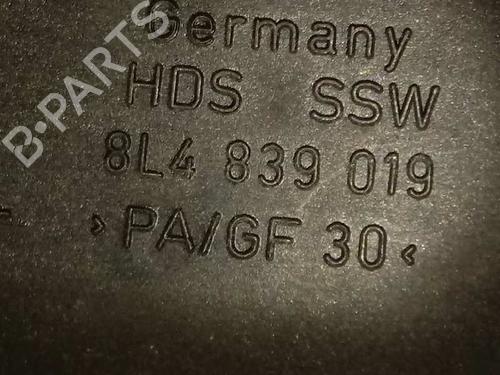 Germany
HDS SSW
8L4 839 019
>PA/GF 30<
B-PARTS